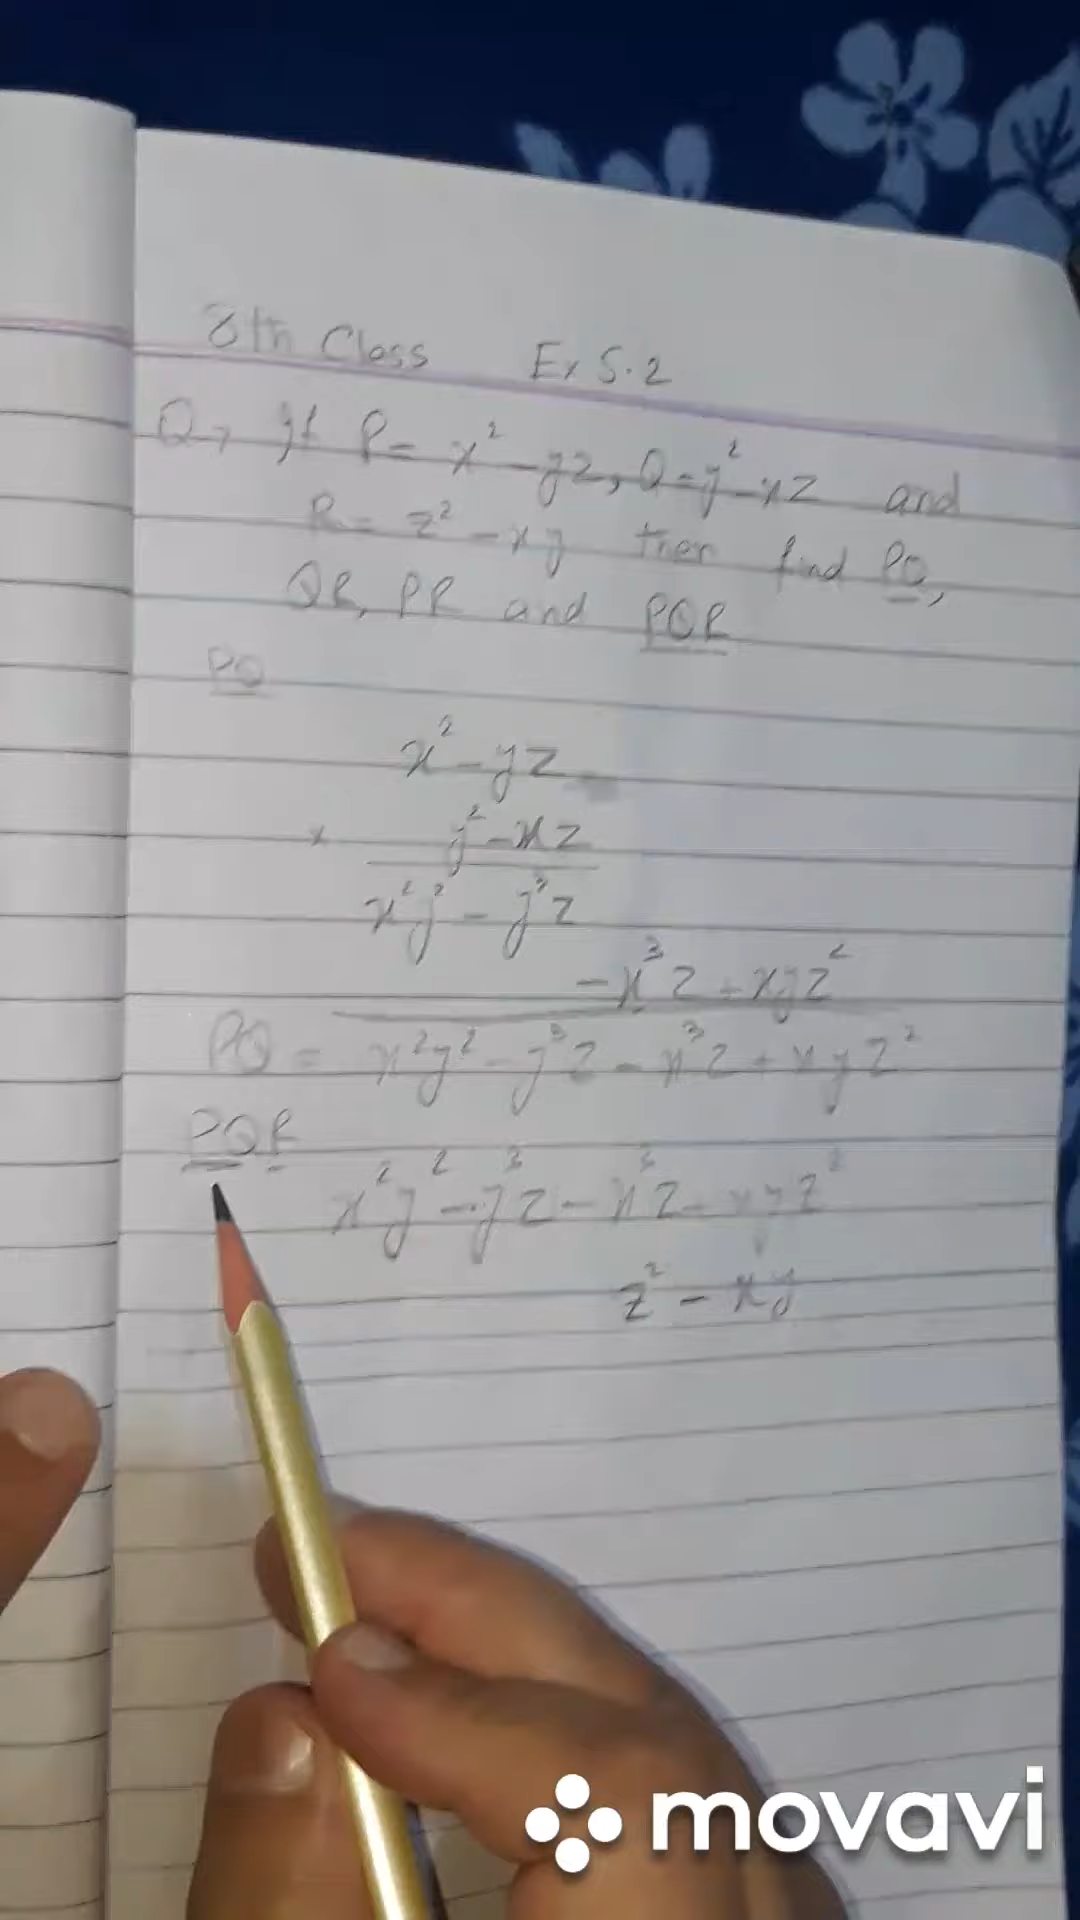 8th Class Ex 5.2
Q, If P = x² - yz, Q = y² - xz and
R = z² - xy then find PQ,
QR, PR and PQR
PQ
x² - yz
× y² - xz
x²y² - y³z
- x³z + xyz²
PQ = x²y² - y³z - x³z + xyz²
PQR
x²y² - y³z - x³z + xyz²
z² - xy
movavi